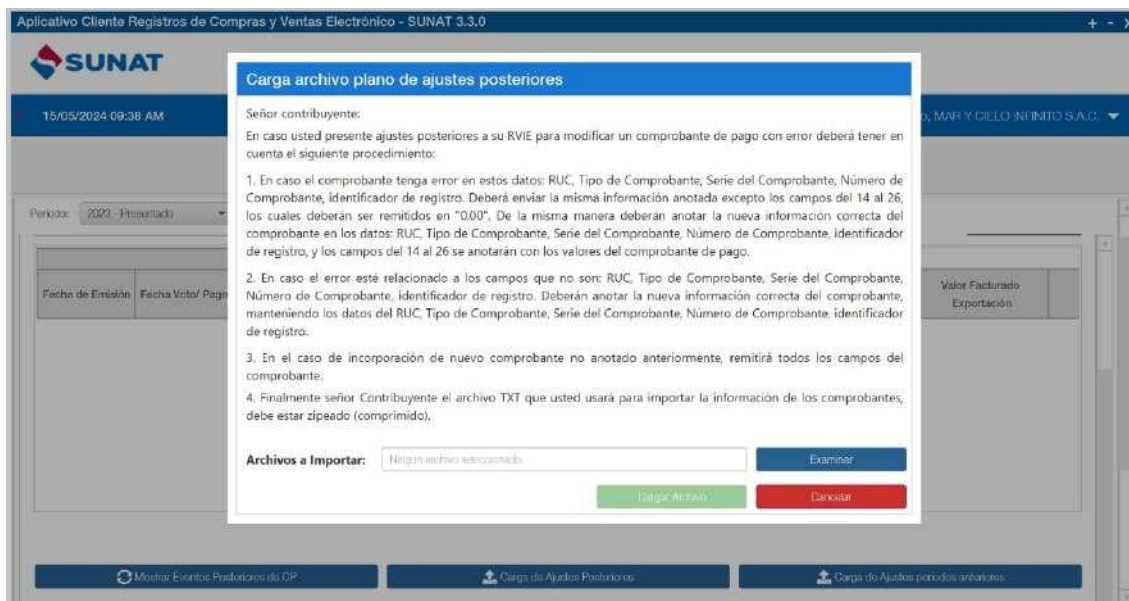 Aplicativo Cliente Registros de Compras y Ventas Electrónico - SUNAT 3.3.0
+ - X
SUNAT
Carga archivo plano de ajustes posteriores
15/05/2024 09:38 AM
MAR Y CIELO INFINITO S.A.C.
Señor contribuyente:
En caso usted presente ajustes posteriores a su RVIE para modificar un comprobante de pago con error deberá tener en
cuenta el siguiente procedimiento:
1. En caso el comprobante tenga error en estos datos: RUC, Tipo de Comprobante, Serie del Comprobante, Número de
Comprobante, identificador de registro. Deberá enviar la misma información anotada excepto los campos del 14 al 26,
los cuales deberán ser remitidos en "0.00". De la misma manera deberán anotar la nueva información correcta del
comprobante en los datos: RUC, Tipo de Comprobante, Serie del Comprobante, Número de Comprobante, identificador
de registro, y los campos del 14 al 26 se anotarán con los valores del comprobante de pago.
Periodo: 2023 - Presentado
2. En caso el error esté relacionado a los campos que no son: RUC, Tipo de Comprobante, Serie del Comprobante,
Número de Comprobante, identificador de registro. Deberán anotar la nueva información correcta del comprobante,
manteniendo los datos del RUC, Tipo de Comprobante, Serie del Comprobante, Número de Comprobante, identificador
de registro.
Fecha de Emisión Fecha Vcto/ Pago
Valor Facturado
Exportación
3. En el caso de incorporación de nuevo comprobante no anotado anteriormente, remitirá todos los campos del
comprobante.
4. Finalmente señor Contribuyente el archivo TXT que usted usará para importar la información de los comprobantes,
debe estar zipeado (comprimido).
Archivos a Importar: Ningún archivo seleccionado Examinar
Cargar Archivo Cancelar
Mostrar Eventos Posteriores de CP Carga de Ajustes Posteriores Carga de Ajustes periodos anteriores